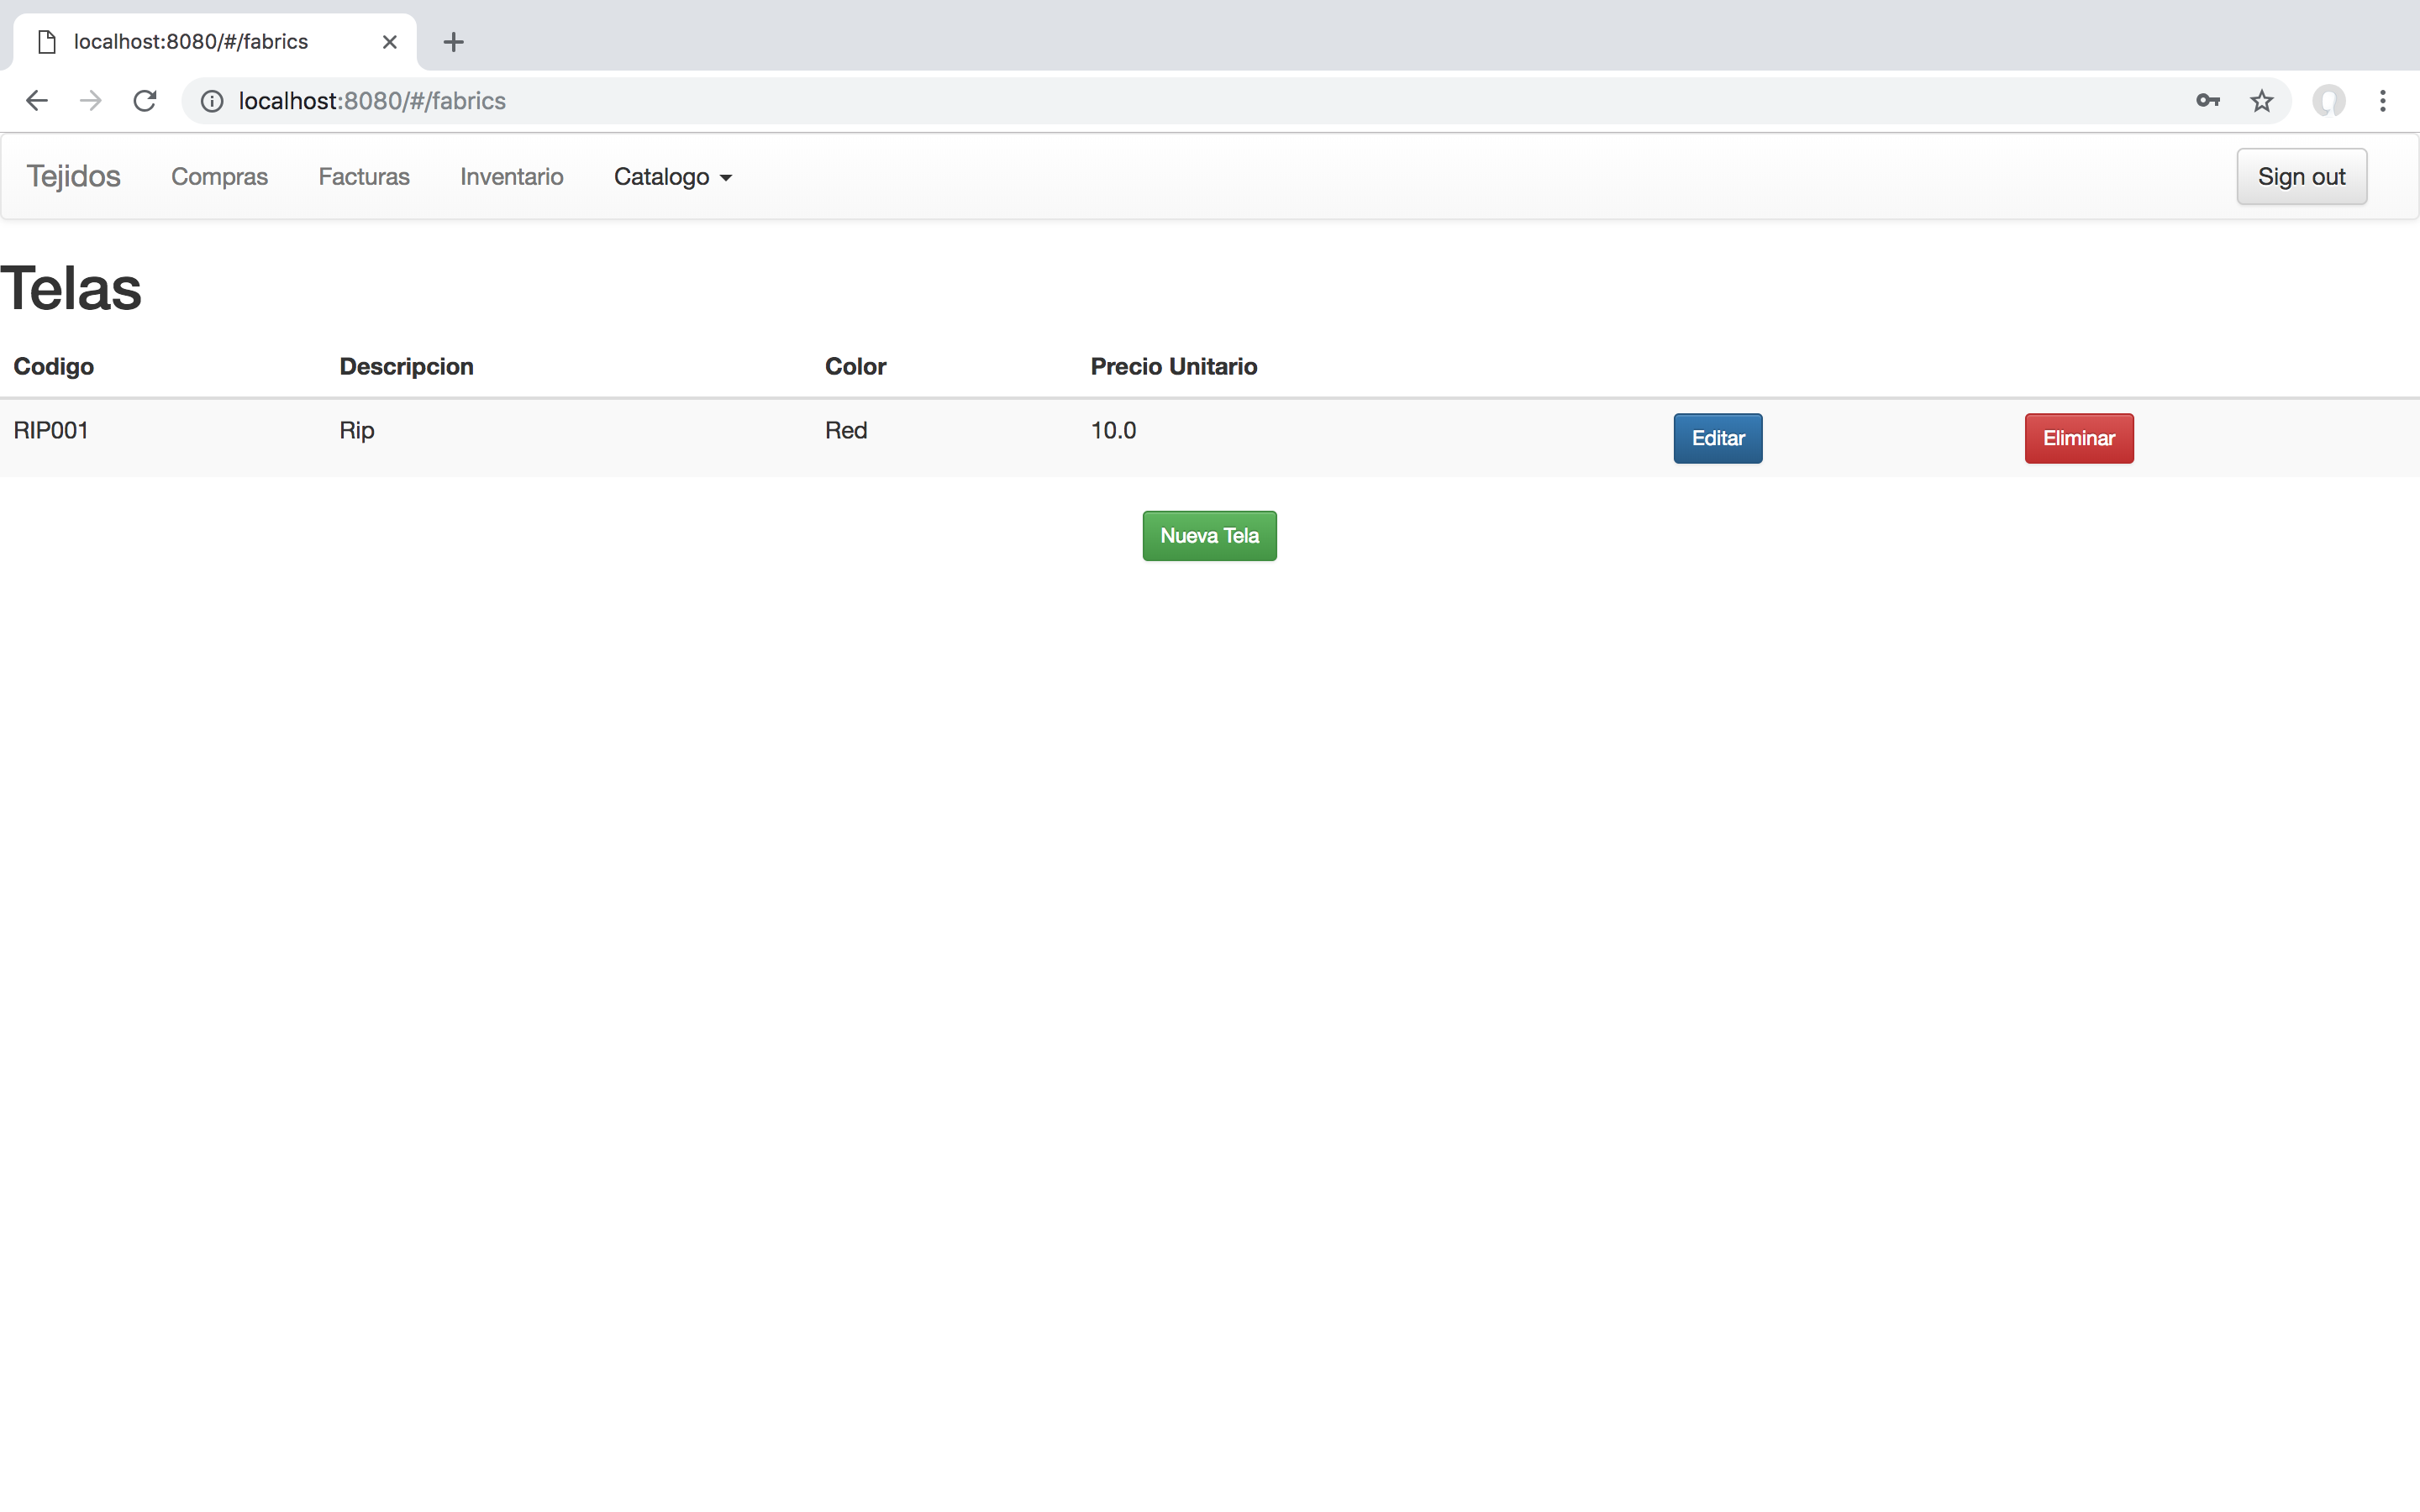 localhost:8080/#/fabrics
localhost:8080/#/fabrics
Tejidos Compras Facturas Inventario Catalogo Sign out
Telas
Codigo Descripcion Color Precio Unitario
RIP001 Rip Red 10.0 Editar Eliminar
Nueva Tela